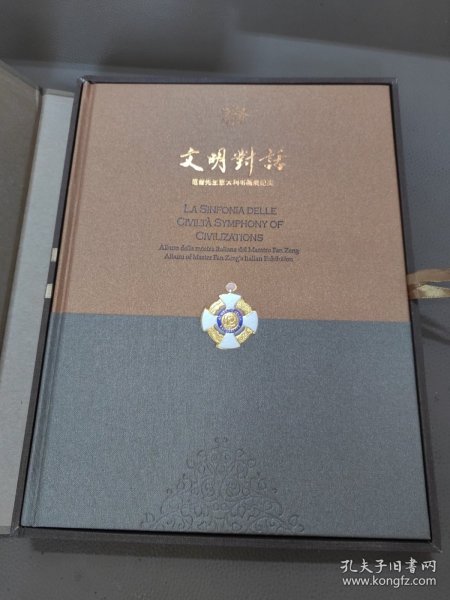 文明對話
范曾先生意大利書畫展紀實
LA SINFONIA DELLE
CIVILTÀ SYMPHONY OF
CIVILIZATIONS
Album della mostra italiana del Maestro Fan Zeng
Album of Master Fan Zeng's Italian Exhibition
孔夫子旧书网
www.kongfz.com